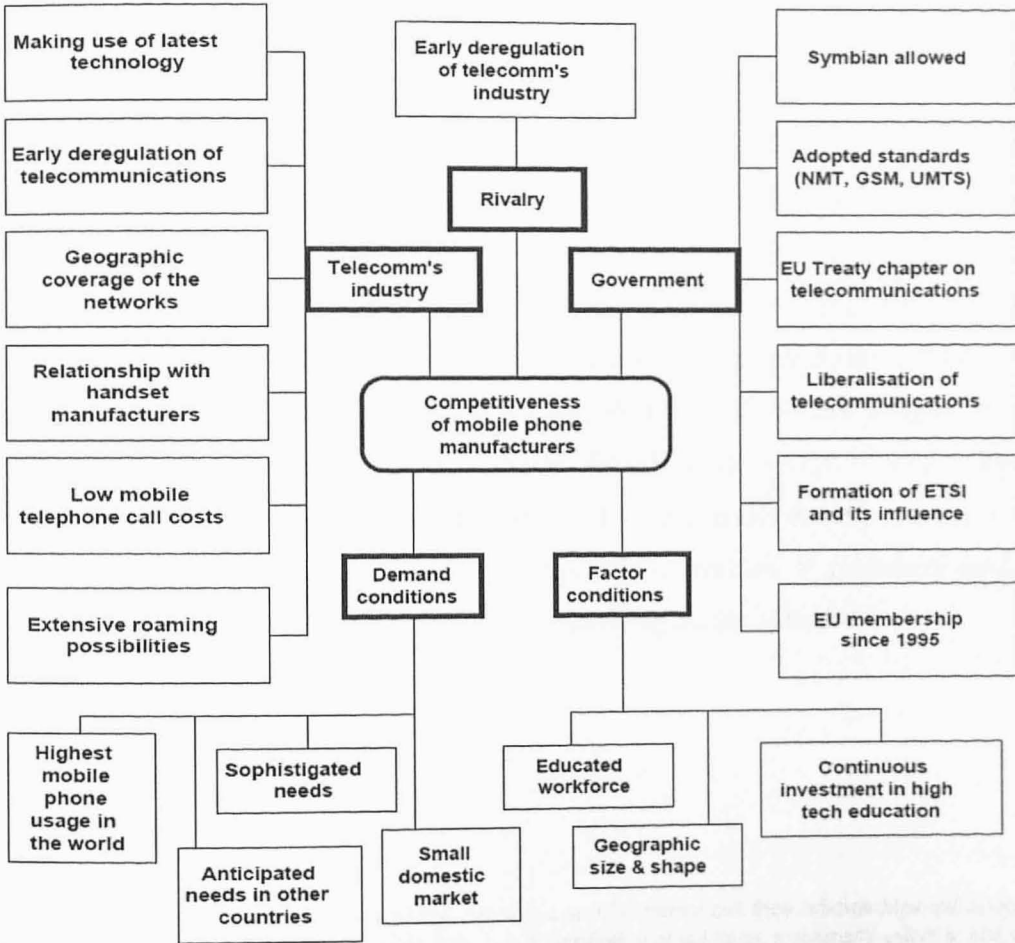 Making use of latest
technology
Early deregulation of
telecomm's
industry
Symbian allowed
Early deregulation of
telecommunications
Rivalry
Adopted standards
(NMT, GSM, UMTS)
Geographic
coverage of the
networks
Telecomm's
industry
Government
EU Treaty chapter on
telecommunications
Relationship with
handset
manufacturers
Competitiveness
of mobile phone
manufacturers
Liberalisation of
telecommunications
Low mobile
telephone call costs
Formation of ETSI
and its influence
Demand
conditions
Factor
conditions
Extensive roaming
possibilities
EU membership
since 1995
Highest
mobile
phone
usage in
the world
Sophistigated
needs
Educated
workforce
Continuous
investment in high
tech education
Anticipated
needs in other
countries
Small
domestic
market
Geographic
size & shape